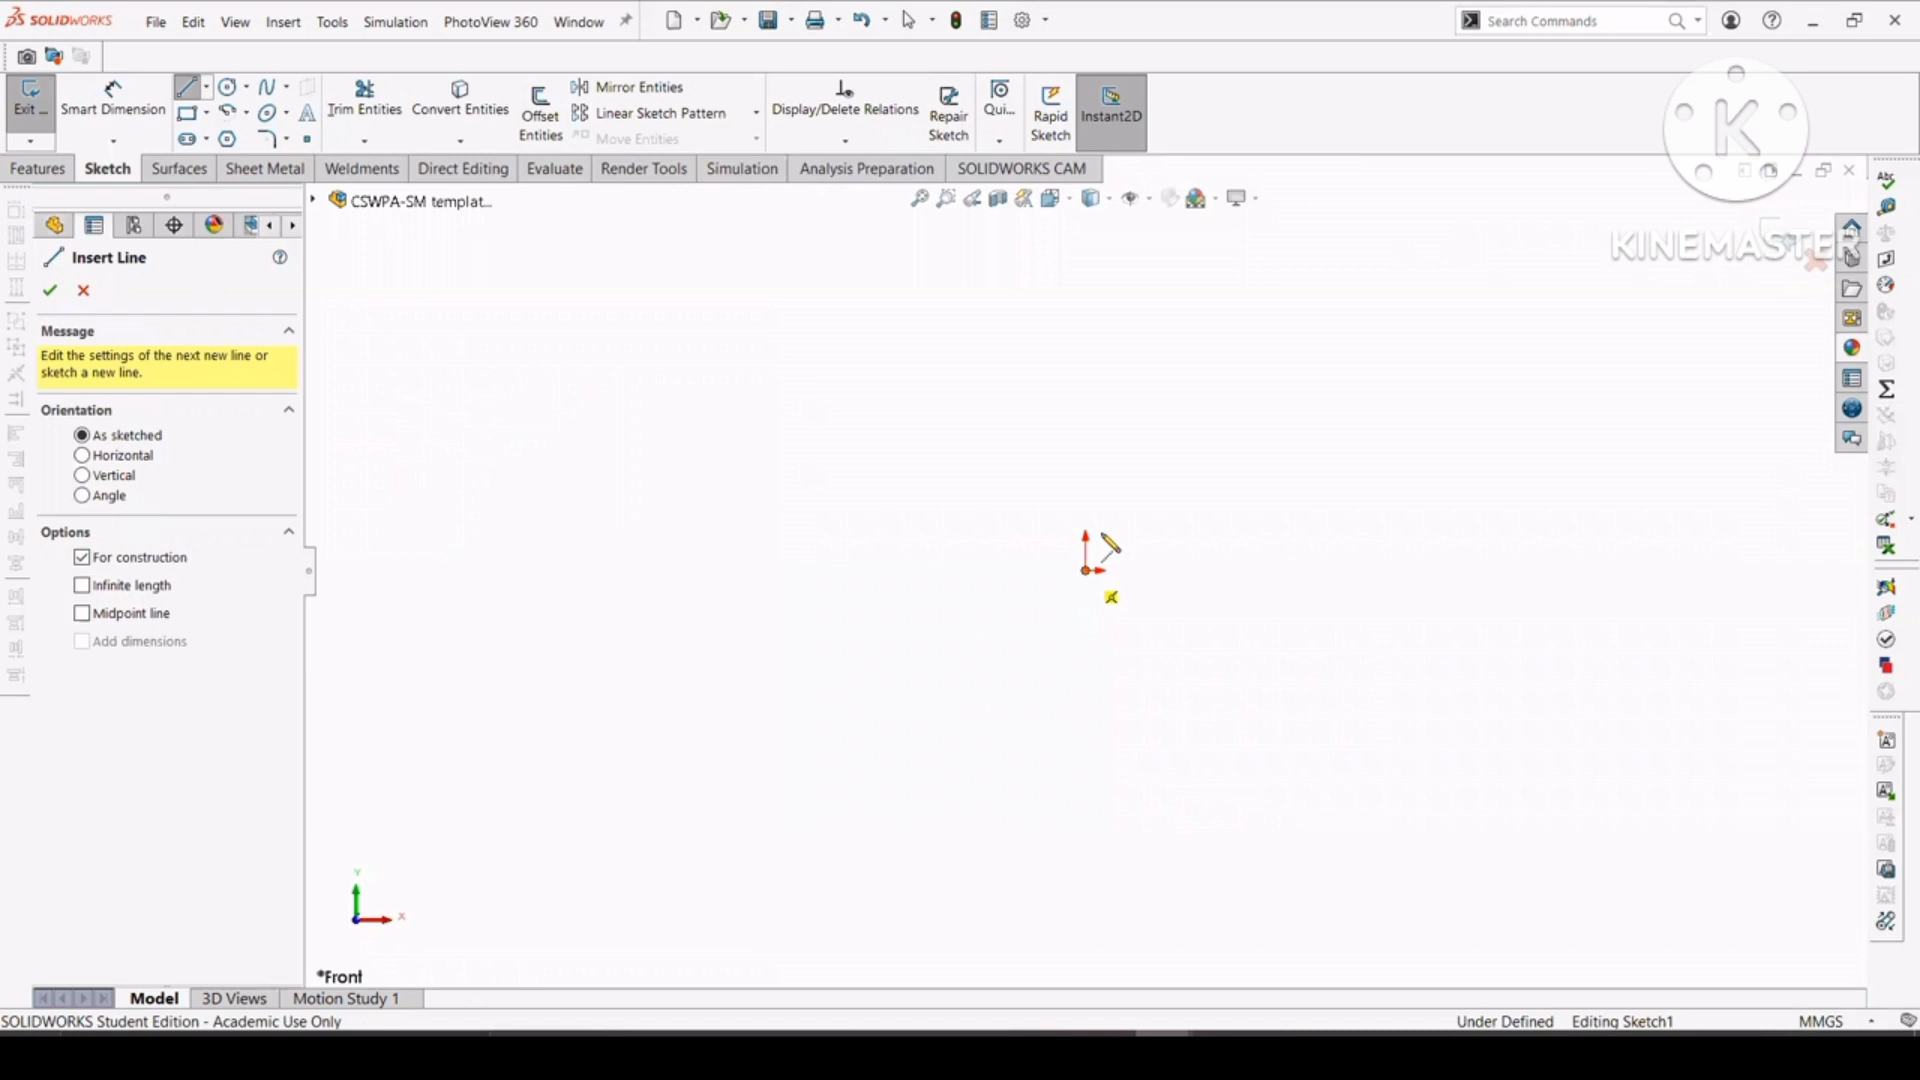 SOLIDWORKS File Edit View Insert Tools Simulation PhotoView 360 Window Search Commands
Exit ... Smart Dimension Trim Entities Convert Entities Offset Entities Mirror Entities Linear Sketch Pattern Move Entities Display/Delete Relations Repair Sketch Qui... Rapid Sketch Instant2D
K
Features Sketch Surfaces Sheet Metal Weldments Direct Editing Evaluate Render Tools Simulation Analysis Preparation SOLIDWORKS CAM
CSWPA-SM templat...
KINEMASTER
Insert Line
Message
Edit the settings of the next new line or
sketch a new line.
Orientation
As sketched
Horizontal
Vertical
Angle
Options
For construction
Infinite length
Midpoint line
Add dimensions
Y
X
*Front
Model 3D Views Motion Study 1
SOLIDWORKS Student Edition - Academic Use Only Under Defined Editing Sketch1 MMGS